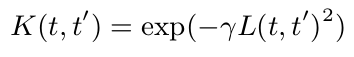 K(t, t′) = exp(−γL(t, t′)²)